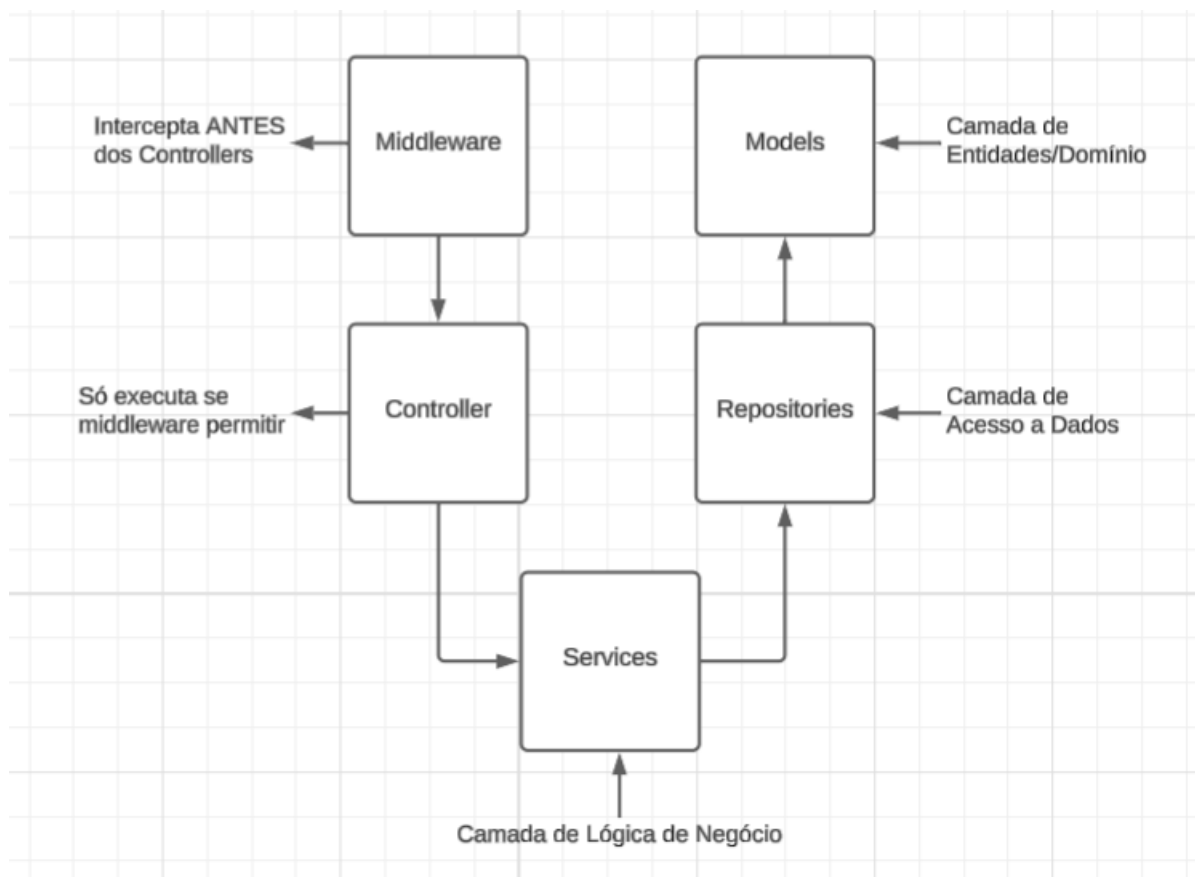 Middleware
Models
Intercepta ANTES
dos Controllers
Camada de
Entidades/Domínio
Controller
Repositories
Só executa se
middleware permitir
Camada de
Acesso a Dados
Services
Camada de Lógica de Negócio